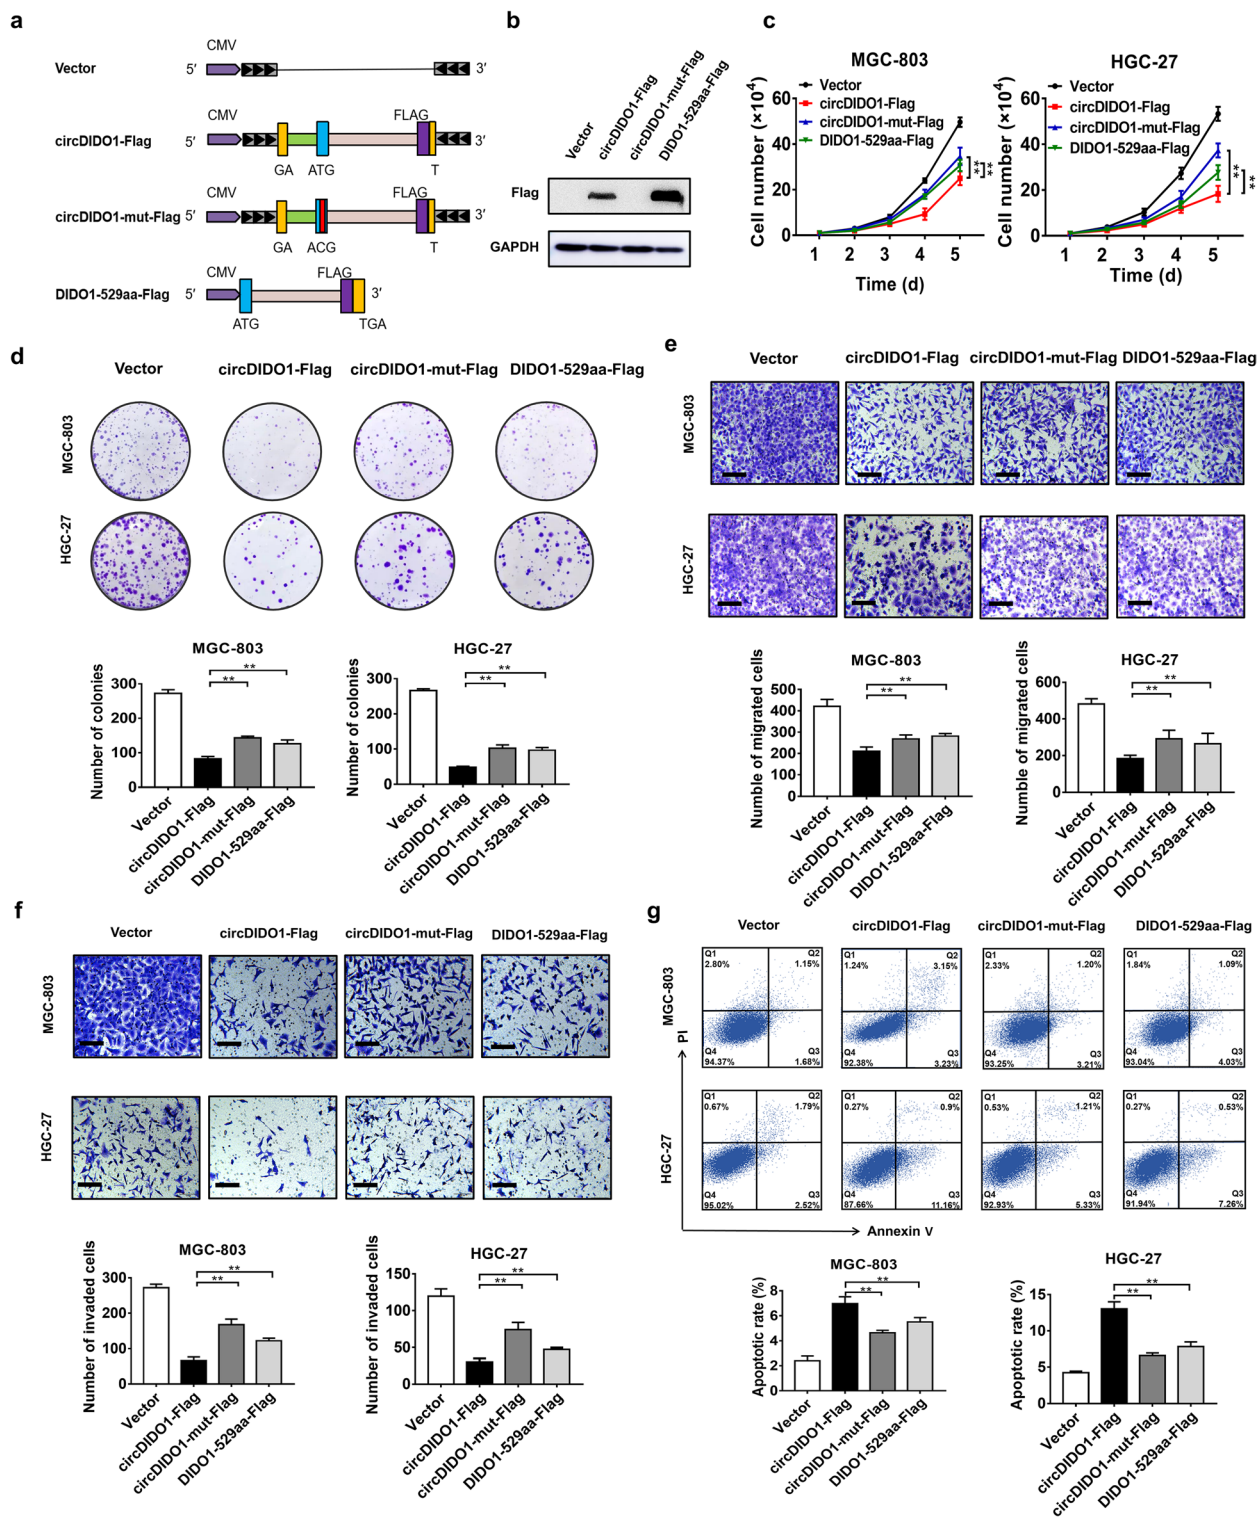 a
CMV
Vector
5′
3′
CMV
FLAG
circDIDO1-Flag
5′
3′
GA
ATG
T
FLAG
circDIDO1-mut-Flag
5′
3′
GA
ACG
T
CMV
FLAG
DIDO1-529aa-Flag
5′
3′
ATG
TGA
b
Vector
circDIDO1-Flag
circDIDO1-mut-Flag
DIDO1-529aa-Flag
Flag
GAPDH
c
MGC-803
Vector
circDIDO1-Flag
circDIDO1-mut-Flag
DIDO1-529aa-Flag
Cell number (×10⁴)
60
40
20
0
1 2 3 4 5
Time (d)
**
**
HGC-27
Vector
circDIDO1-Flag
circDIDO1-mut-Flag
DIDO1-529aa-Flag
Cell number (×10⁴)
60
40
20
0
1 2 3 4 5
Time (d)
**
**
d
Vector circDIDO1-Flag circDIDO1-mut-Flag DIDO1-529aa-Flag
MGC-803
HGC-27
MGC-803
Number of colonies
300
200
100
0
**
**
Vector
circDIDO1-Flag
circDIDO1-mut-Flag
DIDO1-529aa-Flag
HGC-27
Number of colonies
300
200
100
0
**
**
Vector
circDIDO1-Flag
circDIDO1-mut-Flag
DIDO1-529aa-Flag
e
Vector circDIDO1-Flag circDIDO1-mut-Flag DIDO1-529aa-Flag
MGC-803
HGC-27
MGC-803
Numble of migrated cells
500
400
300
200
100
0
**
**
Vector
circDIDO1-Flag
circDIDO1-mut-Flag
DIDO1-529aa-Flag
HGC-27
Numble of migrated cells
600
400
200
0
**
**
Vector
circDIDO1-Flag
circDIDO1-mut-Flag
DIDO1-529aa-Flag
f
Vector circDIDO1-Flag circDIDO1-mut-Flag DIDO1-529aa-Flag
MGC-803
HGC-27
MGC-803
Number of invaded cells
300
200
100
0
**
**
Vector
circDIDO1-Flag
circDIDO1-mut-Flag
DIDO1-529aa-Flag
HGC-27
Number of invaded cells
150
100
50
0
**
**
Vector
circDIDO1-Flag
circDIDO1-mut-Flag
DIDO1-529aa-Flag
g
Vector circDIDO1-Flag circDIDO1-mut-Flag DIDO1-529aa-Flag
MGC-803
Q1 Q2 Q1 Q2 Q1 Q2 Q1 Q2
2.80% 1.15% 1.24% 3.15% 2.33% 1.20% 1.84% 1.09%
Q4 Q3 Q4 Q3 Q4 Q3 Q4 Q3
94.37% 1.68% 92.38% 3.23% 93.25% 3.21% 93.04% 4.03%
PI
HGC-27
Q1 Q2 Q1 Q2 Q1 Q2 Q1 Q2
0.67% 1.79% 0.27% 0.9% 0.53% 1.21% 0.27% 0.53%
Q4 Q3 Q4 Q3 Q4 Q3 Q4 Q3
95.02% 2.52% 87.66% 11.16% 92.93% 5.33% 91.94% 7.26%
Annexin V
MGC-803
Apoptotic rate (%)
8
6
4
2
0
**
**
Vector
circDIDO1-Flag
circDIDO1-mut-Flag
DIDO1-529aa-Flag
HGC-27
Apoptotic rate (%)
15
10
5
0
**
**
Vector
circDIDO1-Flag
circDIDO1-mut-Flag
DIDO1-529aa-Flag